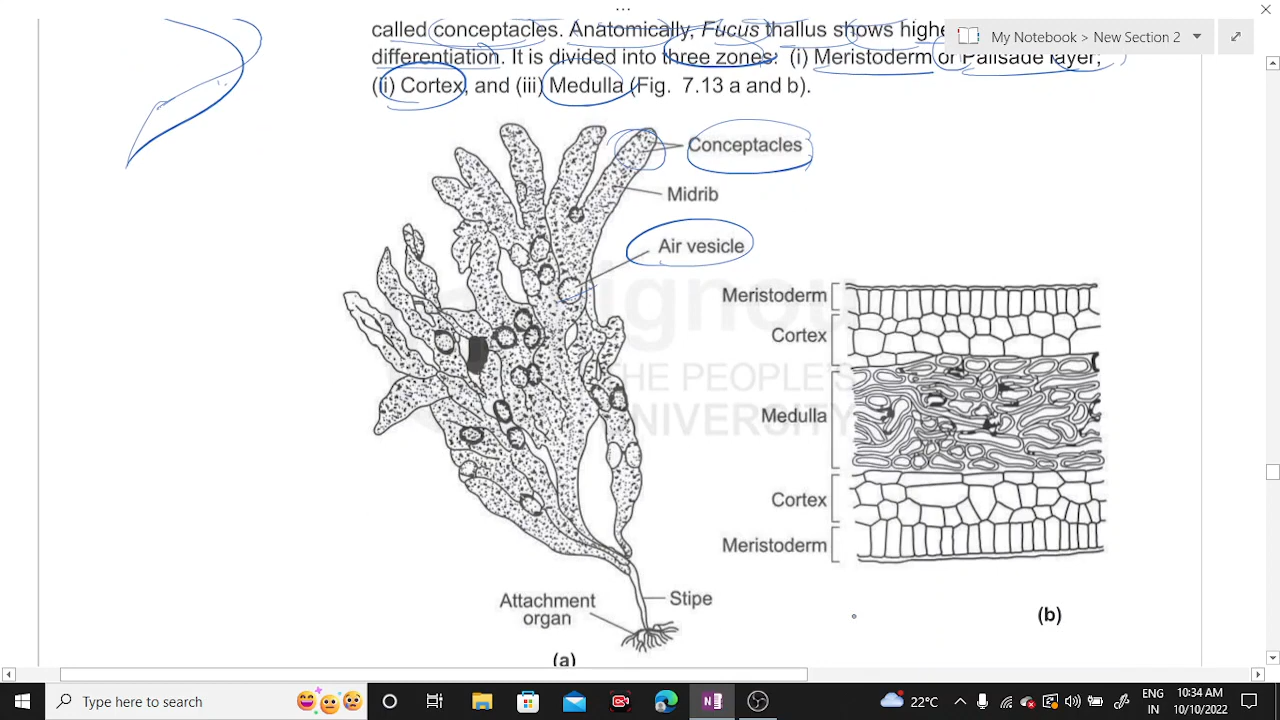 ...
called conceptacles. Anatomically, Fucus thallus shows highe
My Notebook > New Section 2
differentiation. It is divided into three zones: (i) Meristoderm or Palisade layer;
(ii) Cortex, and (iii) Medulla (Fig. 7.13 a and b).
Conceptacles
Midrib
Air vesicle
ignou
THE PEOPLE'S
UNIVERSITY
Meristoderm
Cortex
Medulla
Cortex
Meristoderm
Attachment
organ
Stipe
(a)
(b)
Type here to search
22°C
ENG
IN
10:34 AM
10/10/2022